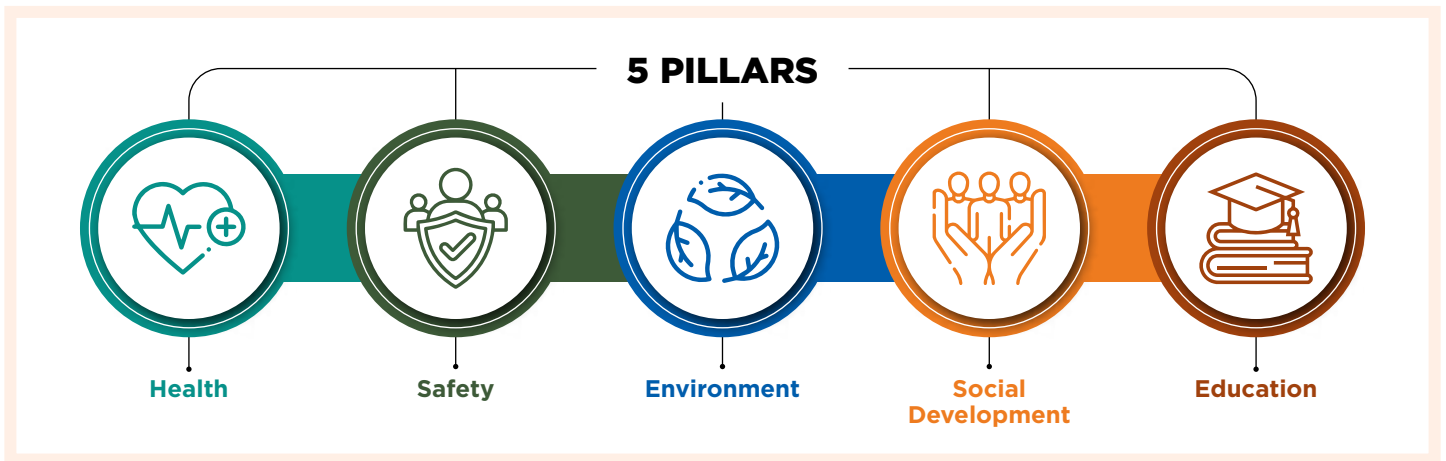 5 PILLARS
Health
Safety
Environment
Social
Development
Education